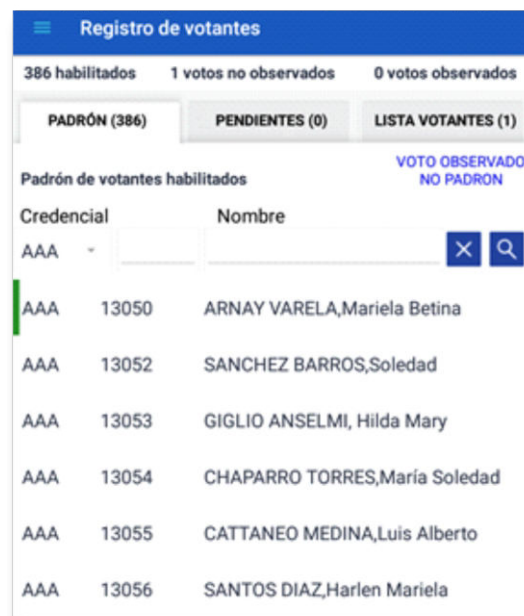 Registro de votantes
386 habilitados 1 votos no observados 0 votos observados
PADRÓN (386) PENDIENTES (0) LISTA VOTANTES (1)
Padrón de votantes habilitados
VOTO OBSERVADO
NO PADRON
Credencial Nombre
AAA
AAA 13050 ARNAY VARELA,Mariela Betina
AAA 13052 SANCHEZ BARROS,Soledad
AAA 13053 GIGLIO ANSELMI, Hilda Mary
AAA 13054 CHAPARRO TORRES,María Soledad
AAA 13055 CATTANEO MEDINA,Luis Alberto
AAA 13056 SANTOS DIAZ,Harlen Mariela